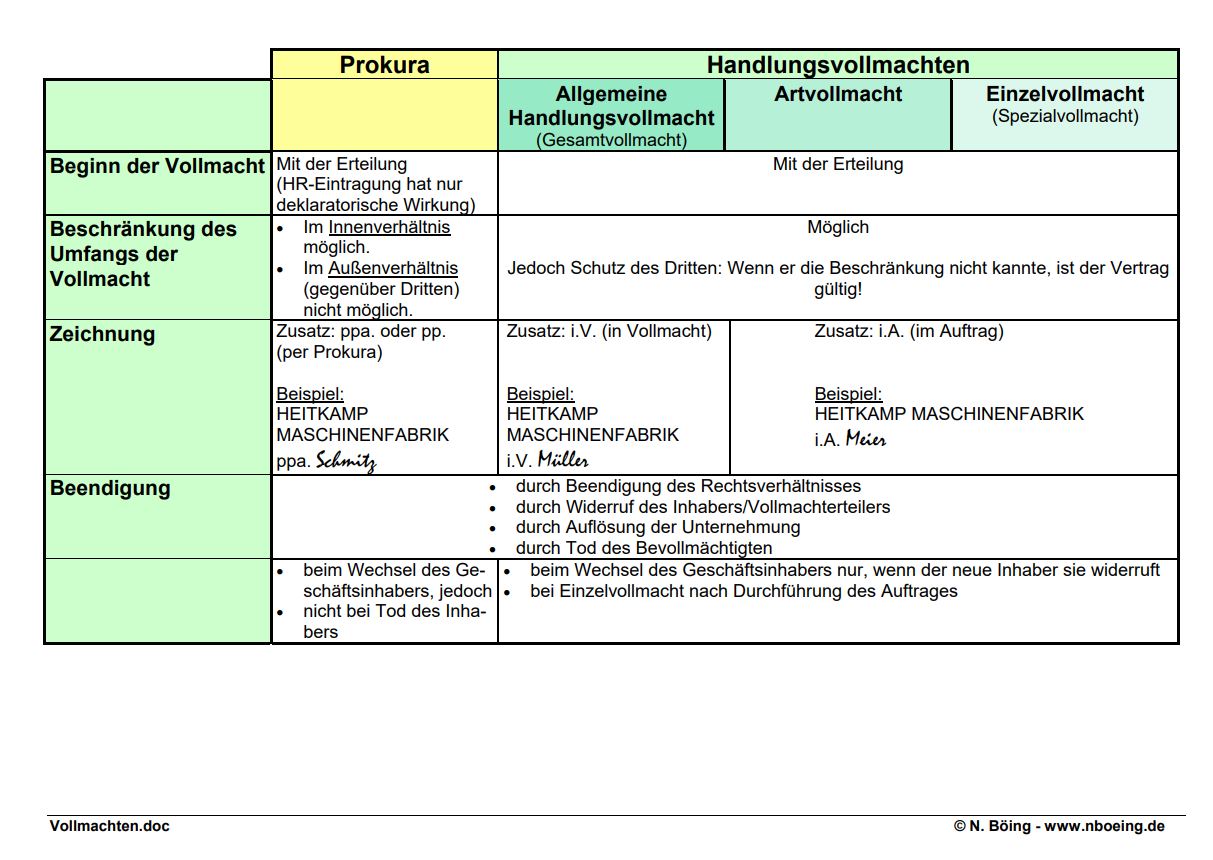 Prokura
Handlungsvollmachten
Allgemeine
Handlungsvollmacht
(Gesamtvollmacht)
Artvollmacht
Einzelvollmacht
(Spezialvollmacht)
Beginn der Vollmacht
Mit der Erteilung
(HR-Eintragung hat nur
deklaratorische Wirkung)
Mit der Erteilung
Beschränkung des
Umfangs der
Vollmacht
• Im Innenverhältnis
möglich.
• Im Außenverhältnis
(gegenüber Dritten)
nicht möglich.
Möglich
Jedoch Schutz des Dritten: Wenn er die Beschränkung nicht kannte, ist der Vertrag
gültig!
Zeichnung
Zusatz: ppa. oder pp.
(per Prokura)
Beispiel:
HEITKAMP
MASCHINENFABRIK
ppa. Schmitz
Zusatz: i.V. (in Vollmacht)
Beispiel:
HEITKAMP
MASCHINENFABRIK
i.V. Müller
Zusatz: i.A. (im Auftrag)
Beispiel:
HEITKAMP MASCHINENFABRIK
i.A. Meier
Beendigung
• durch Beendigung des Rechtsverhältnisses
• durch Widerruf des Inhabers/Vollmachterteilers
• durch Auflösung der Unternehmung
• durch Tod des Bevollmächtigten
• beim Wechsel des Ge-
schäftsinhabers, jedoch
• nicht bei Tod des Inha-
bers
• beim Wechsel des Geschäftsinhabers nur, wenn der neue Inhaber sie widerruft
• bei Einzelvollmacht nach Durchführung des Auftrages
Vollmachten.doc
© N. Böing - www.nboeing.de